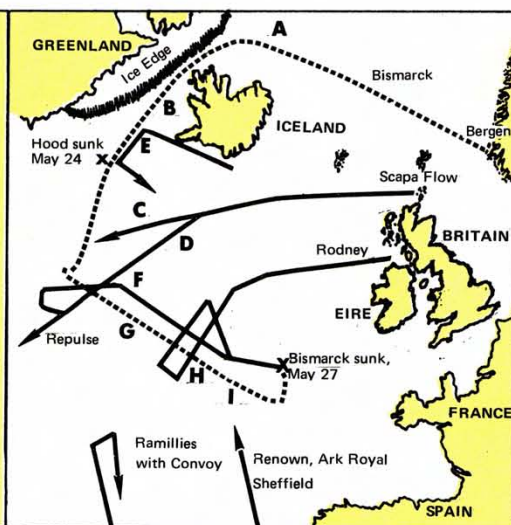 A
GREENLAND
Ice Edge
Bismarck
B
ICELAND
Bergen
Hood sunk
May 24
E
Scapa Flow
C
D
BRITAIN
Rodney
F
EIRE
G
Repulse
H
Bismarck sunk,
May 27
I
FRANCE
Ramillies
with Convoy
Renown, Ark Royal
Sheffield
SPAIN